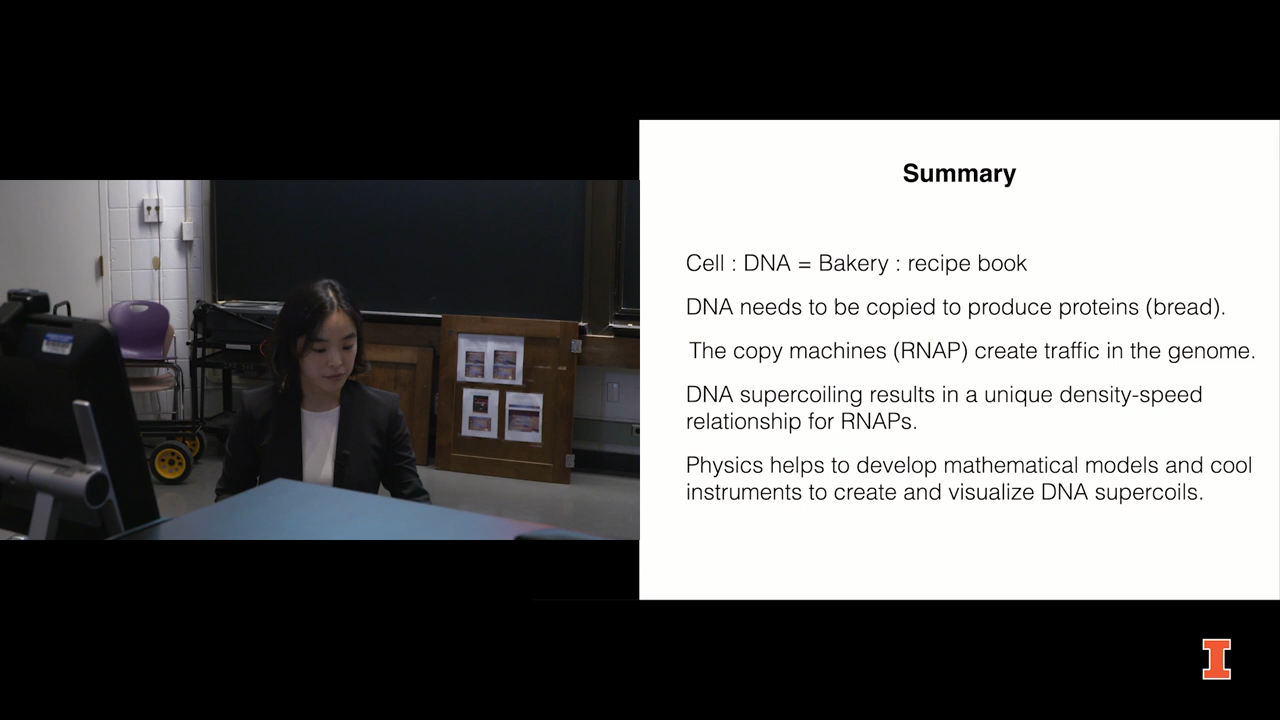 Summary
Cell : DNA = Bakery : recipe book
DNA needs to be copied to produce proteins (bread).
The copy machines (RNAP) create traffic in the genome.
DNA supercoiling results in a unique density-speed
relationship for RNAPs.
Physics helps to develop mathematical models and cool
instruments to create and visualize DNA supercoils.
I